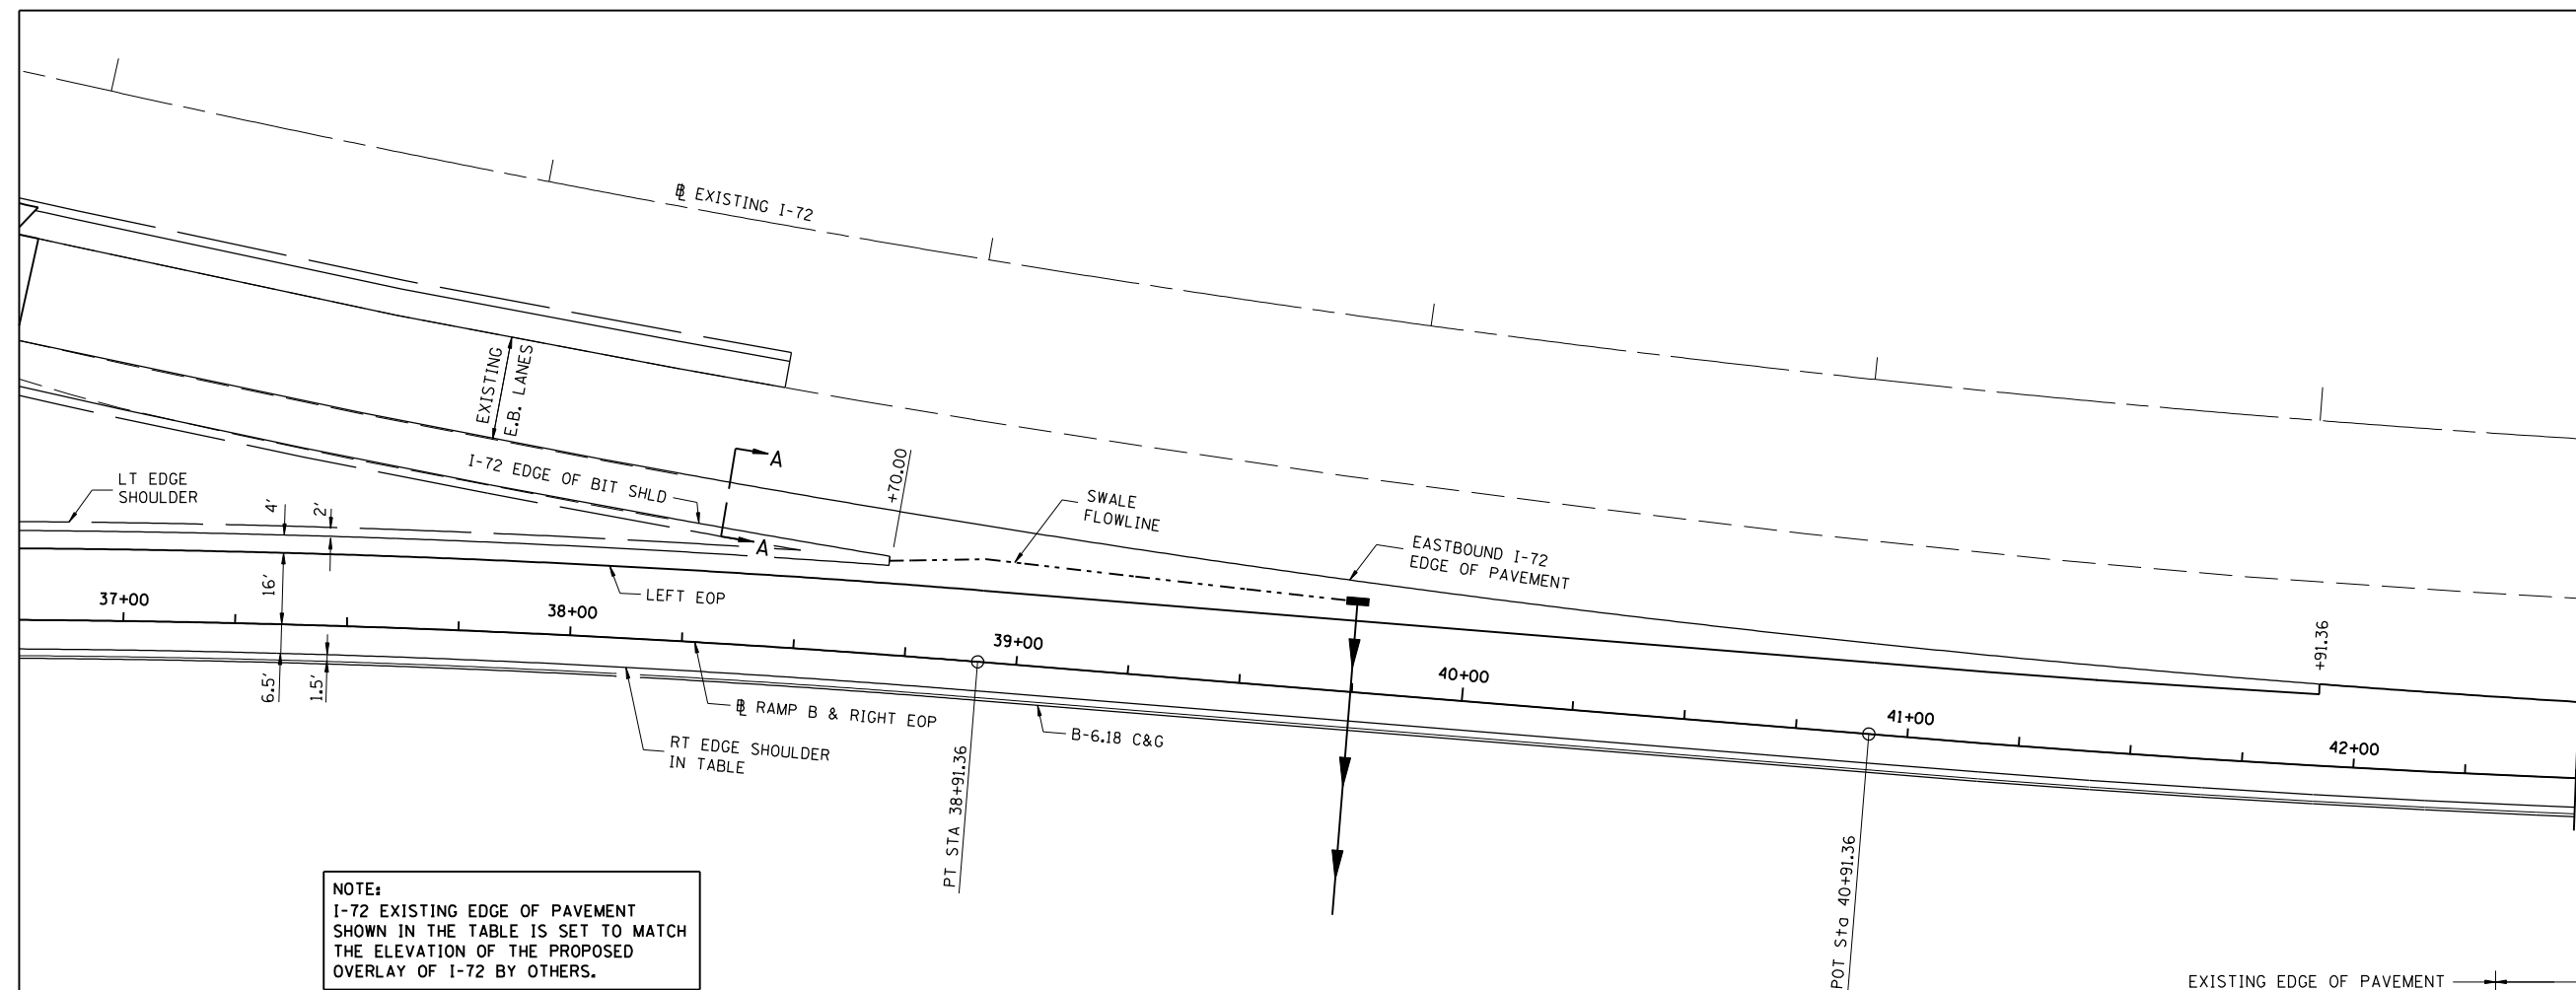 ℄ EXISTING I-72
EXISTING
E.B. LANES
I-72 EDGE OF BIT SHLD
A
A
+70.00
LT EDGE
SHOULDER
4'
2'
SWALE
FLOWLINE
EASTBOUND I-72
EDGE OF PAVEMENT
16'
LEFT EOP
37+00
38+00
39+00
40+00
41+00
42+00
+91.36
6.5'
1.5'
℄ RAMP B & RIGHT EOP
RT EDGE SHOULDER
IN TABLE
B-6.18 C&G
PT STA 38+91.36
POT Sta 40+91.36
NOTE:
I-72 EXISTING EDGE OF PAVEMENT
SHOWN IN THE TABLE IS SET TO MATCH
THE ELEVATION OF THE PROPOSED
OVERLAY OF I-72 BY OTHERS.
EXISTING EDGE OF PAVEMENT